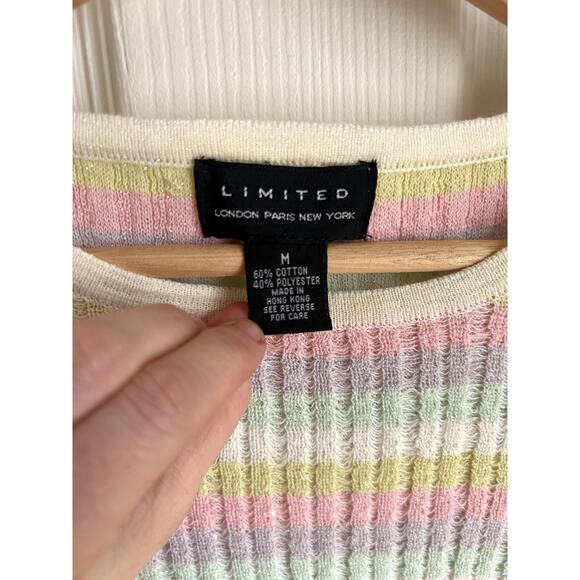 LIMITED
LONDON PARIS NEW YORK
M
60% COTTON
40% POLYESTER
MADE IN
HONG KONG
SEE REVERSE
FOR CARE